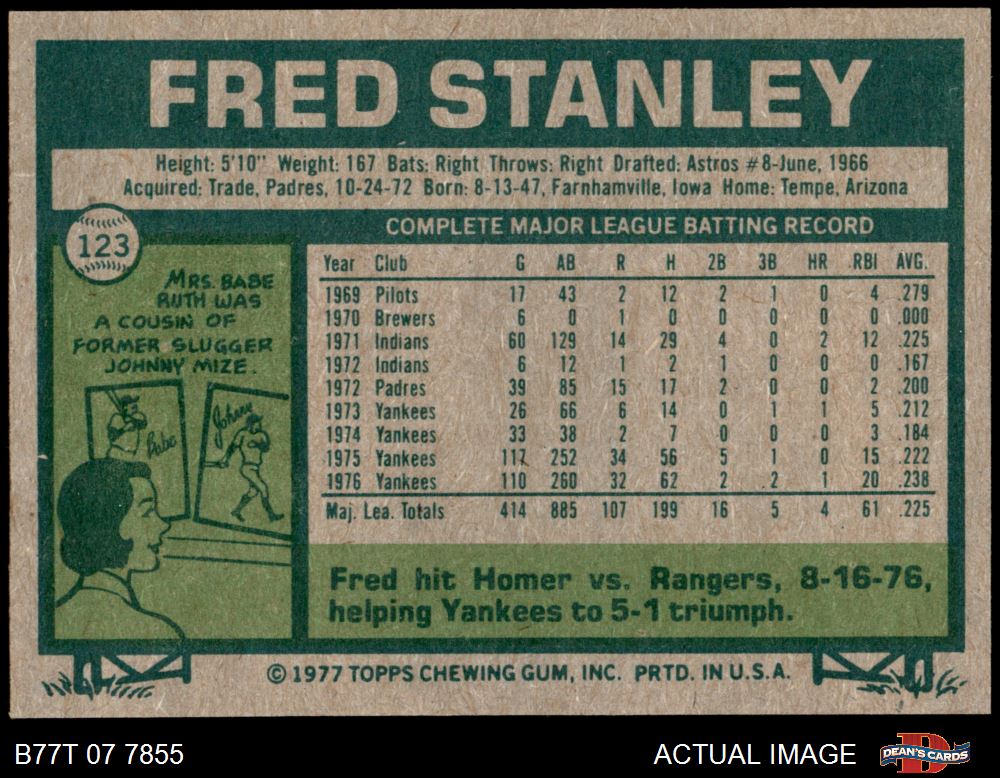 FRED STANLEY
Height: 5'10" Weight: 167 Bats: Right Throws: Right Drafted: Astros #8-June, 1966
Acquired: Trade, Padres, 10-24-72 Born: 8-13-47, Farnhamville, Iowa Home: Tempe, Arizona
123
MRS. BABE
RUTH WAS
A COUSIN OF
FORMER SLUGGER
JOHNNY MIZE.
Babe
Johnny
COMPLETE MAJOR LEAGUE BATTING RECORD
Year Club G AB R H 2B 3B HR RBI AVG.
1969 Pilots 17 43 2 12 2 1 0 4 .279
1970 Brewers 6 0 1 0 0 0 0 0 .000
1971 Indians 60 129 14 29 4 0 2 12 .225
1972 Indians 6 12 1 2 1 0 0 0 .167
1972 Padres 39 85 15 17 2 0 0 2 .200
1973 Yankees 26 66 6 14 0 1 1 5 .212
1974 Yankees 33 38 2 7 0 0 0 3 .184
1975 Yankees 117 252 34 56 5 1 0 15 .222
1976 Yankees 110 260 32 62 2 2 1 20 .238
Maj. Lea. Totals 414 885 107 199 16 5 4 61 .225
Fred hit Homer vs. Rangers, 8-16-76,
helping Yankees to 5-1 triumph.
© 1977 TOPPS CHEWING GUM, INC. PRTD. IN U.S.A.
B77T 07 7855
ACTUAL IMAGE
D
DEAN'S CARDS